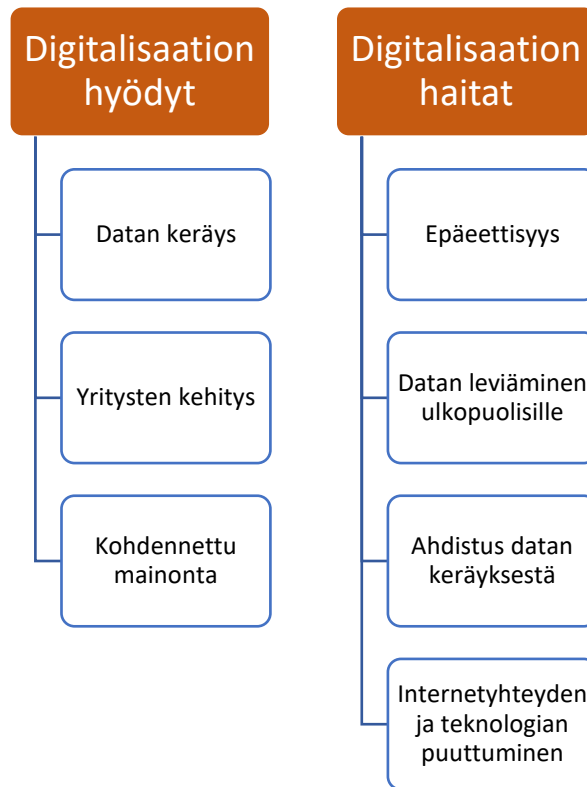 Digitalisaation
hyödyt
Datan keräys
Yritysten kehitys
Kohdennettu
mainonta
Digitalisaation
haitat
Epäeettisyys
Datan leviäminen
ulkopuolisille
Ahdistus datan
keräyksestä
Internetyhteyden
ja teknologian
puuttuminen